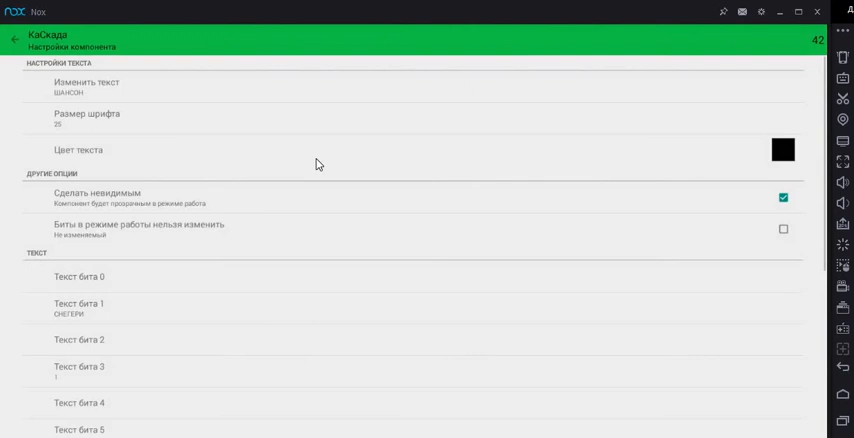 nox Nox
Д
КаСкада
Настройки компонента
42
НАСТРОЙКИ ТЕКСТА
Изменить текст
ШАНСОН
Размер шрифта
25
Цвет текста
ДРУГИЕ ОПЦИИ
Сделать невидимым
Компонент будет прозрачным в режиме работа
Биты в режиме работы нельзя изменить
Не изменяемый
ТЕКСТ
Текст бита 0
Текст бита 1
СНЕГЕРИ
Текст бита 2
Текст бита 3
1
Текст бита 4
Текст бита 5